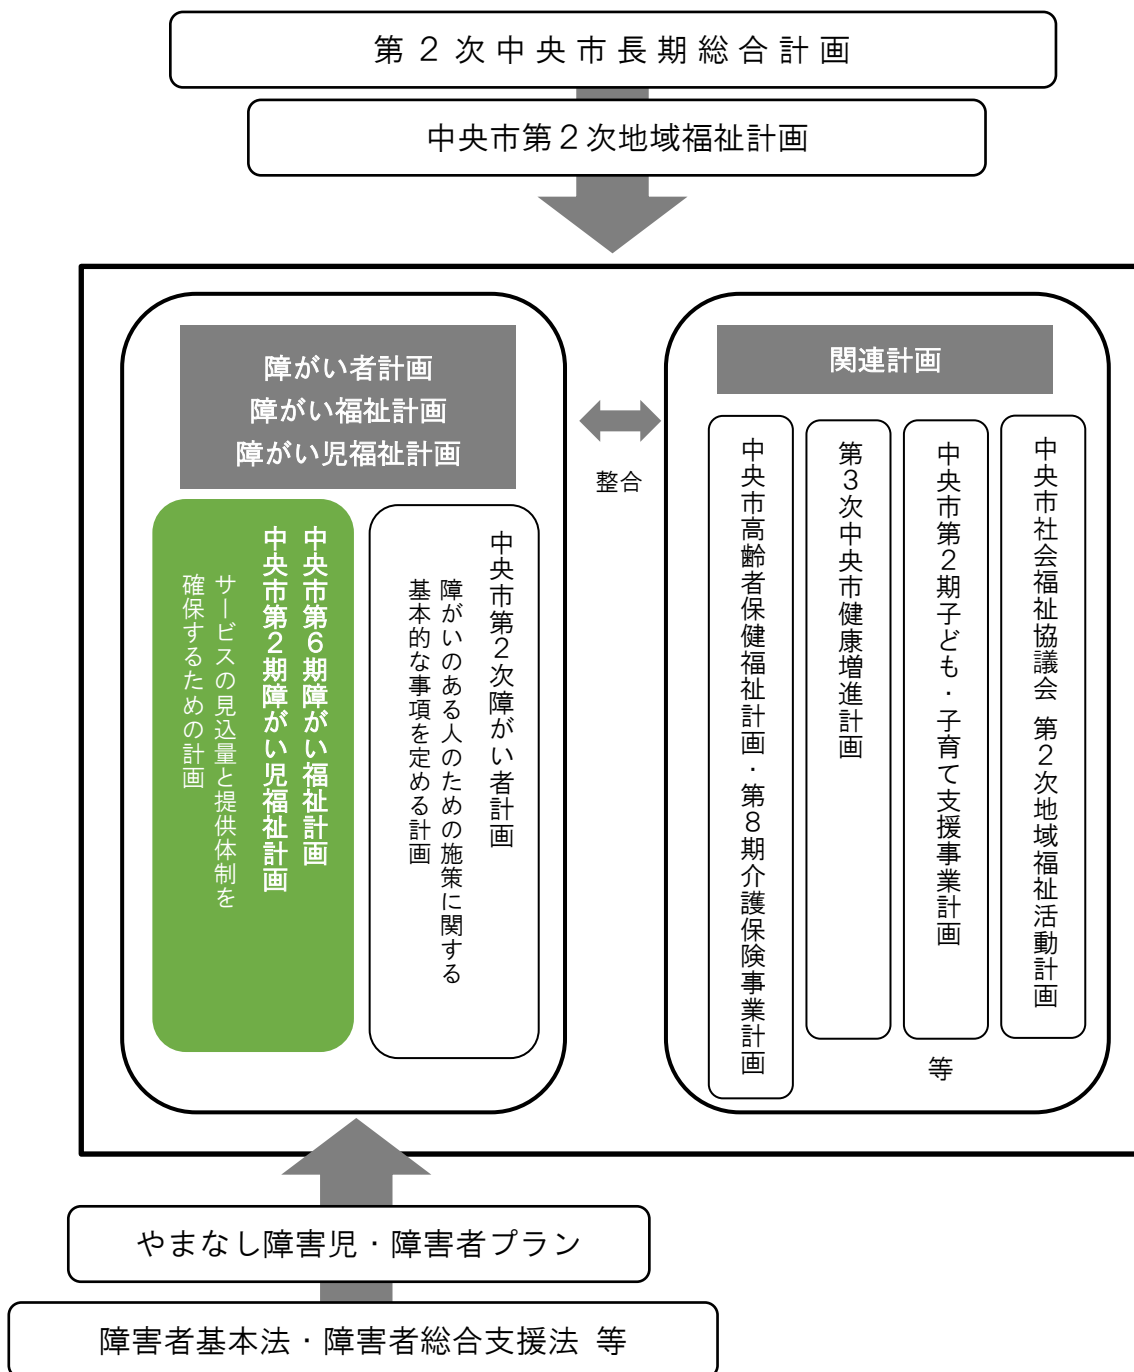 第２次中央市長期総合計画
中央市第２次地域福祉計画
障がい者計画
障がい福祉計画
障がい児福祉計画
中央市第２次障がい者計画
障がいのある人のための施策に関する
基本的な事項を定める計画
中央市第６期障がい福祉計画
中央市第２期障がい児福祉計画
サービスの見込量と提供体制を
確保するための計画
整合
関連計画
中央市社会福祉協議会 第２次地域福祉活動計画
中央市第２期子ども・子育て支援事業計画
第３次中央市健康増進計画
中央市高齢者保健福祉計画・第８期介護保険事業計画
等
やまなし障害児・障害者プラン
障害者基本法・障害者総合支援法 等